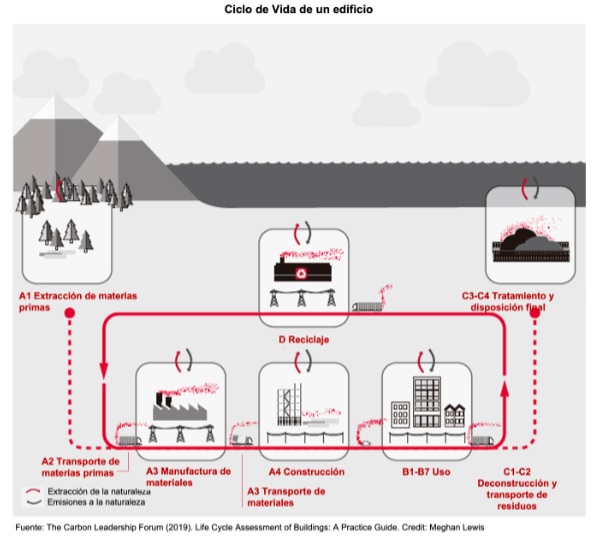 Ciclo de Vida de un edificio
A1 Extracción de materias
primas
C3-C4 Tratamiento y
disposición final
D Reciclaje
A2 Transporte de
materias primas
A3 Manufactura de
materiales
A4 Construcción
B1-B7 Uso
C1-C2
Deconstrucción y
transporte de
residuos
A3 Transporte de
materiales
Extracción de la naturaleza
Emisiones a la naturaleza
Fuente: The Carbon Leadership Forum (2019). Life Cycle Assessment of Buildings: A Practice Guide. Credit: Meghan Lewis